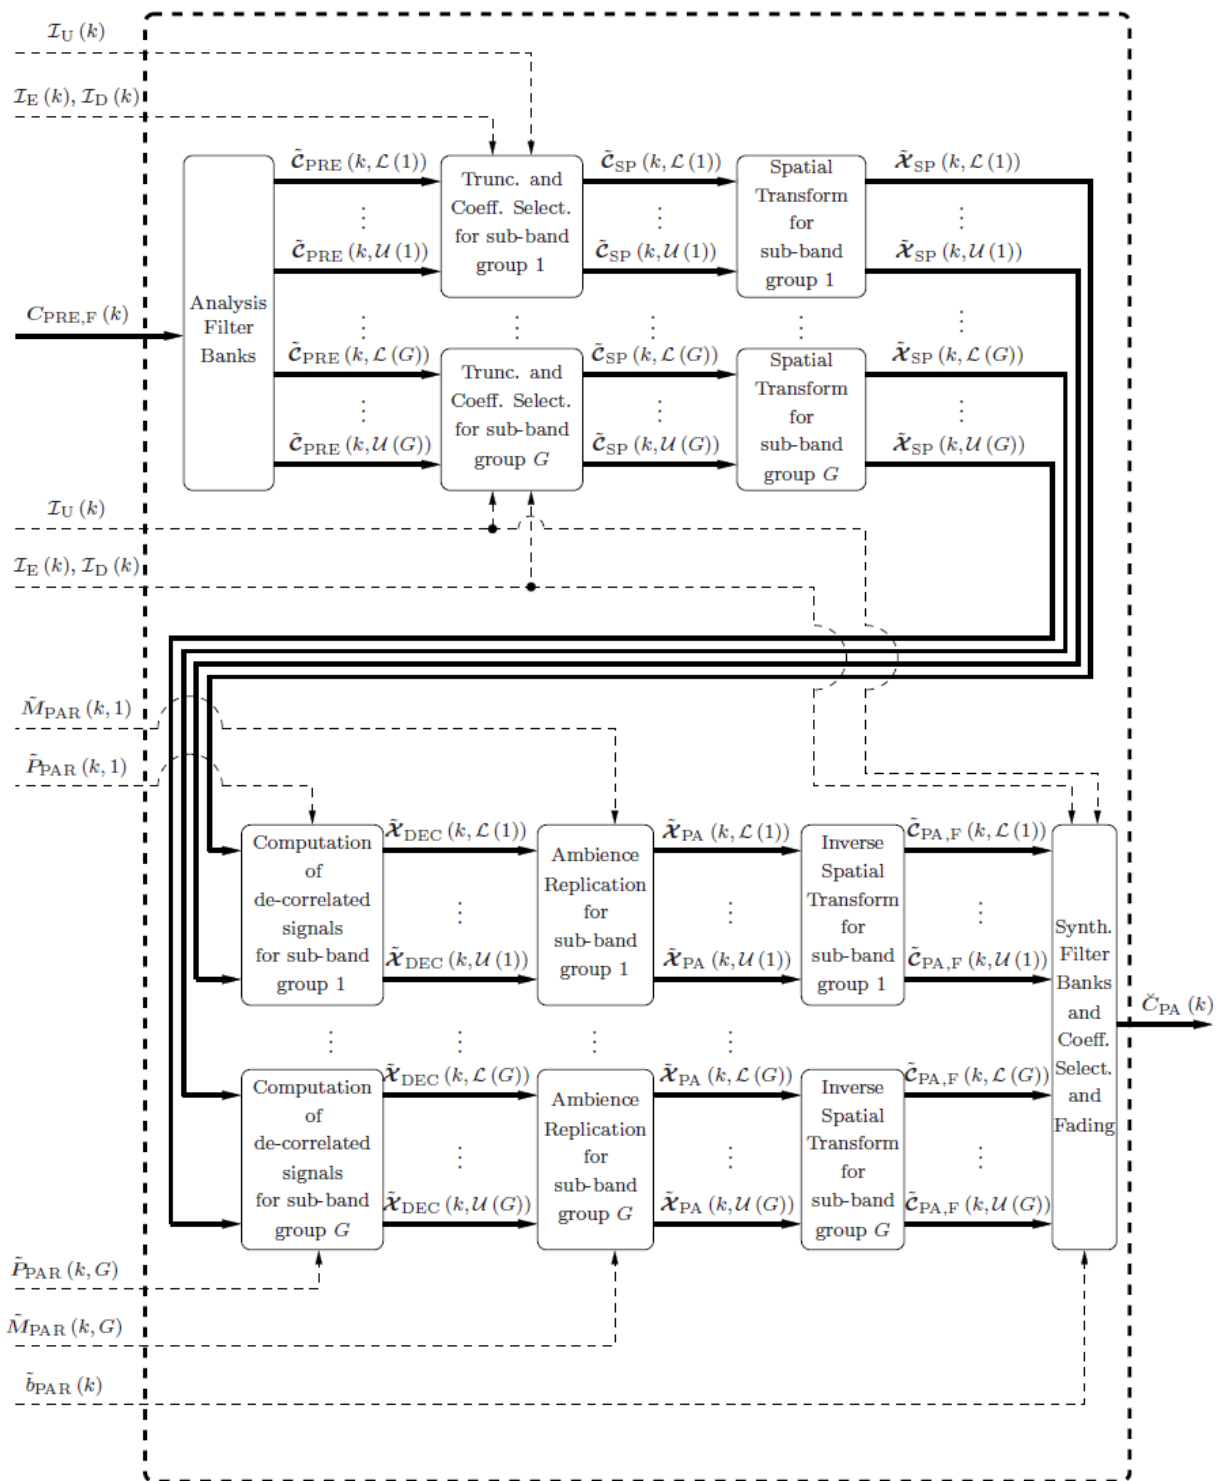 ℐ_U (k)
ℐ_E (k), ℐ_D (k)
𝓒̃_PRE (k, ℒ (1))
𝓒̃_SP (k, ℒ (1))
𝓧̃_SP (k, ℒ (1))
Trunc. and
Coeff. Select.
for sub-band
group 1
Spatial
Transform
for
sub-band
group 1
⋮ ⋮ ⋮
𝓒̃_PRE (k, 𝒰 (1))
𝓒̃_SP (k, 𝒰 (1))
𝓧̃_SP (k, 𝒰 (1))
C_PRE,F (k)
Analysis
Filter
Banks
⋮ ⋮ ⋮ ⋮ ⋮
𝓒̃_PRE (k, ℒ (G))
𝓒̃_SP (k, ℒ (G))
𝓧̃_SP (k, ℒ (G))
Trunc. and
Coeff. Select.
for sub-band
group G
Spatial
Transform
for
sub-band
group G
⋮ ⋮ ⋮
𝓒̃_PRE (k, 𝒰 (G))
𝓒̃_SP (k, 𝒰 (G))
𝓧̃_SP (k, 𝒰 (G))
ℐ_U (k)
ℐ_E (k), ℐ_D (k)
M̃_PAR (k, 1)
P̃_PAR (k, 1)
Computation
of
de-correlated
signals
for sub-band
group 1
𝓧̃_DEC (k, ℒ (1))
⋮
𝓧̃_DEC (k, 𝒰 (1))
Ambience
Replication
for
sub-band
group 1
𝓧̃_PA (k, ℒ (1))
⋮
𝓧̃_PA (k, 𝒰 (1))
Inverse
Spatial
Transform
for
sub-band
group 1
𝓒̃_PA,F (k, ℒ (1))
⋮
𝓒̃_PA,F (k, 𝒰 (1))
Synth.
Filter
Banks
and
Coeff.
Select.
and
Fading
C̆_PA (k)
⋮ ⋮ ⋮ ⋮
Computation
of
de-correlated
signals
for sub-band
group G
𝓧̃_DEC (k, ℒ (G))
⋮
𝓧̃_DEC (k, 𝒰 (G))
Ambience
Replication
for
sub-band
group G
𝓧̃_PA (k, ℒ (G))
⋮
𝓧̃_PA (k, 𝒰 (G))
Inverse
Spatial
Transform
for
sub-band
group G
𝓒̃_PA,F (k, ℒ (G))
⋮
𝓒̃_PA,F (k, 𝒰 (G))
P̃_PAR (k, G)
M̃_PAR (k, G)
b̃_PAR (k)